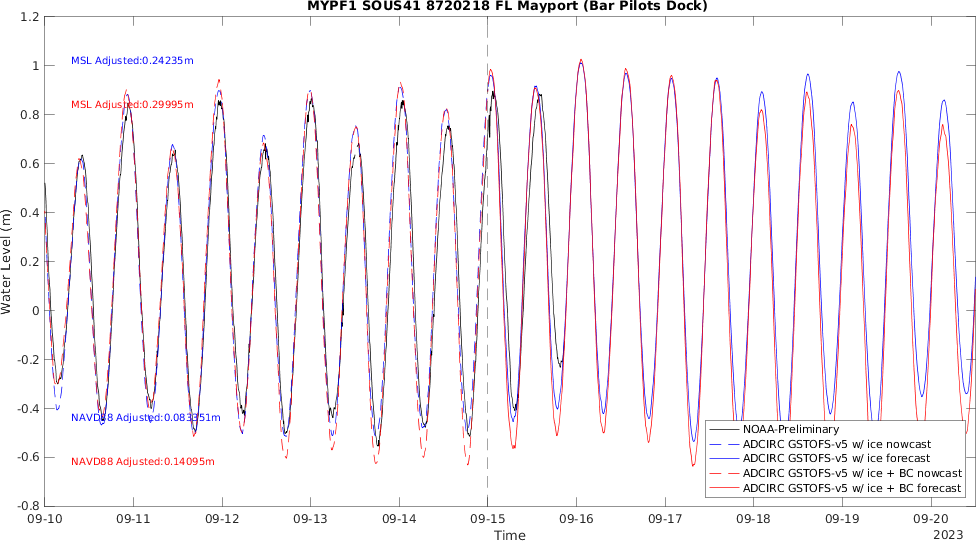 MYPF1 SOUS41 8720218 FL Mayport (Bar Pilots Dock)
1.2
1
0.8
0.6
0.4
0.2
0
-0.2
-0.4
-0.6
-0.8
Water Level (m)
MSL Adjusted:0.24235m
MSL Adjusted:0.29995m
NAVD88 Adjusted:0.083351m
NAVD88 Adjusted:0.14095m
NOAA-Preliminary
ADCIRC GSTOFS-v5 w/ ice nowcast
ADCIRC GSTOFS-v5 w/ ice forecast
ADCIRC GSTOFS-v5 w/ ice + BC nowcast
ADCIRC GSTOFS-v5 w/ ice + BC forecast
09-10 09-11 09-12 09-13 09-14 09-15 09-16 09-17 09-18 09-19 09-20
Time
2023